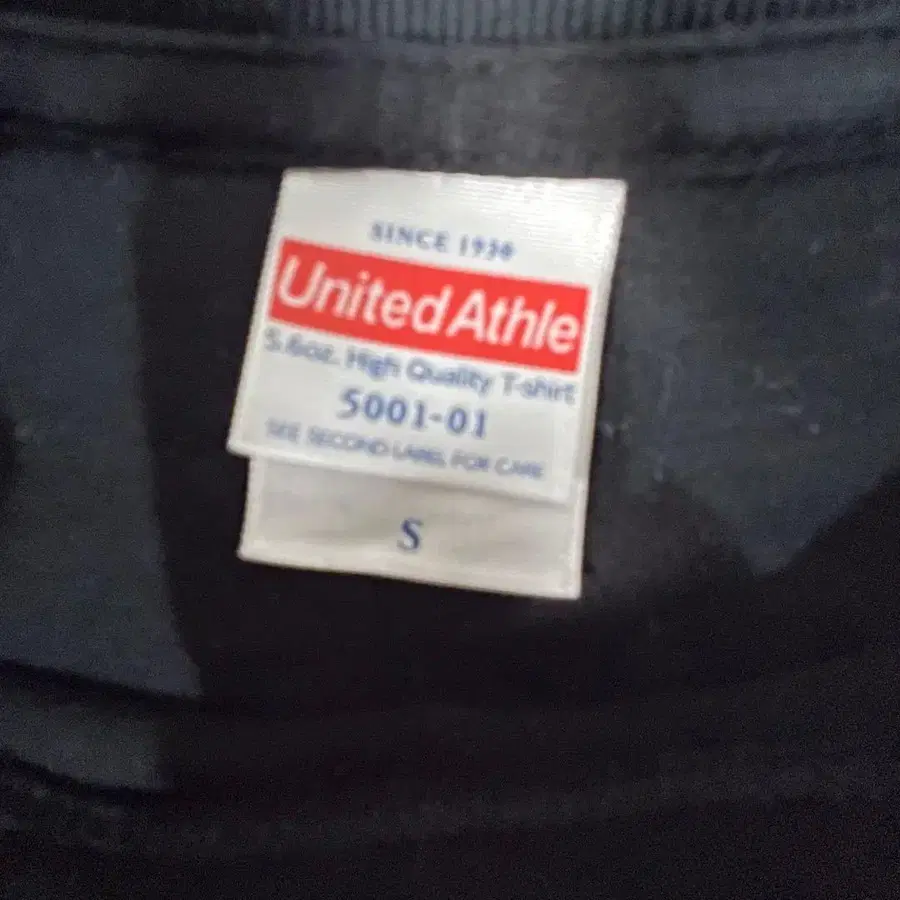 SINCE 1930
United Athle
5.6oz. High Quality T-shirt
5001-01
SEE SECOND LABEL FOR CARE
S